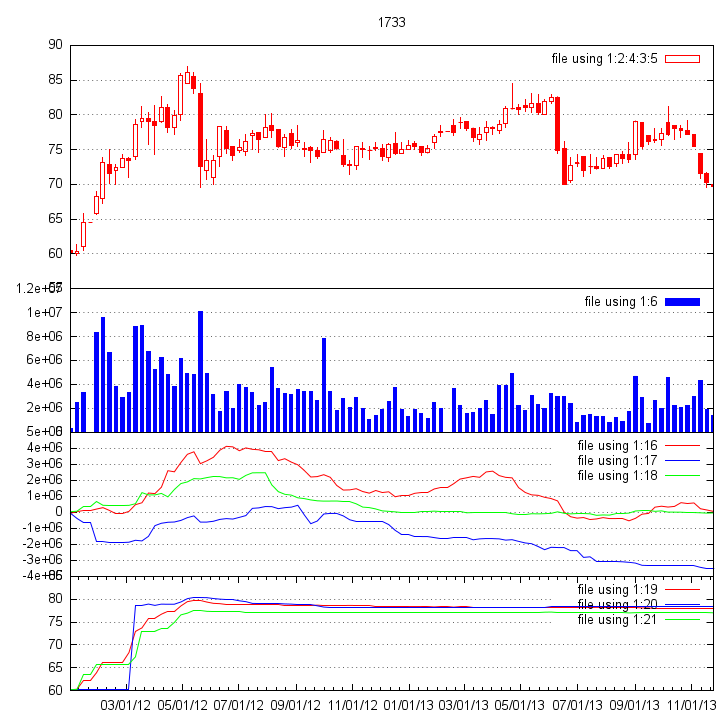 1733
90
file using 1:2:4:3:5
85
80
75
70
65
60
1.2e+07
file using 1:6
1e+07
8e+06
6e+06
4e+06
2e+06
4e+06
file using 1:16
3e+06
file using 1:17
2e+06
file using 1:18
1e+06
0
-1e+06
-2e+06
-3e+06
-4e+06
file using 1:19
80
file using 1:20
75
file using 1:21
70
65
60
03/01/12 05/01/12 07/01/12 09/01/12 11/01/12 01/01/13 03/01/13 05/01/13 07/01/13 09/01/13 11/01/13